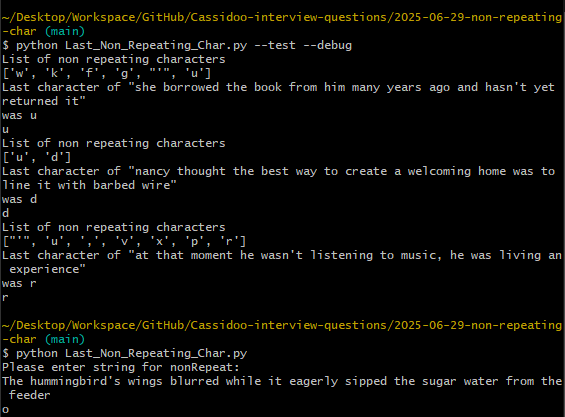 ~/Desktop/Workspace/GitHub/Cassidoo-interview-questions/2025-06-29-non-repeating
-char (main)
$ python Last_Non_Repeating_Char.py --test --debug
List of non repeating characters
['w', 'k', 'f', 'g', "'", 'u']
Last character of "she borrowed the book from him many years ago and hasn't yet
returned it"
was u
u
List of non repeating characters
['u', 'd']
Last character of "nancy thought the best way to create a welcoming home was to
line it with barbed wire"
was d
d
List of non repeating characters
["'", 'u', ',', 'v', 'x', 'p', 'r']
Last character of "at that moment he wasn't listening to music, he was living an
 experience"
was r
r
~/Desktop/Workspace/GitHub/Cassidoo-interview-questions/2025-06-29-non-repeating
-char (main)
$ python Last_Non_Repeating_Char.py
Please enter string for nonRepeat:
The hummingbird's wings blurred while it eagerly sipped the sugar water from the
 feeder
o